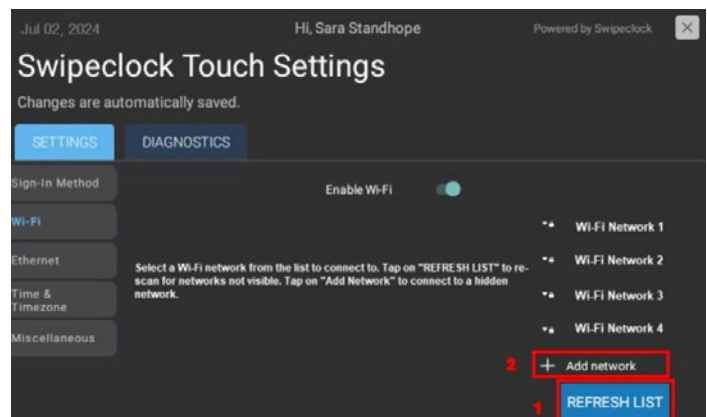 Jul 02, 2024
Hi, Sara Standhope
Powered by Swipeclock
Swipeclock Touch Settings
Changes are automatically saved.
SETTINGS
DIAGNOSTICS
Sign-In Method
Wi-Fi
Ethernet
Time &
Timezone
Miscellaneous
Enable Wi-Fi
Select a Wi-Fi network from the list to connect to. Tap on "REFRESH LIST" to re-
scan for networks not visible. Tap on "Add Network" to connect to a hidden
network.
Wi-Fi Network 1
Wi-Fi Network 2
Wi-Fi Network 3
Wi-Fi Network 4
2
Add network
1
REFRESH LIST